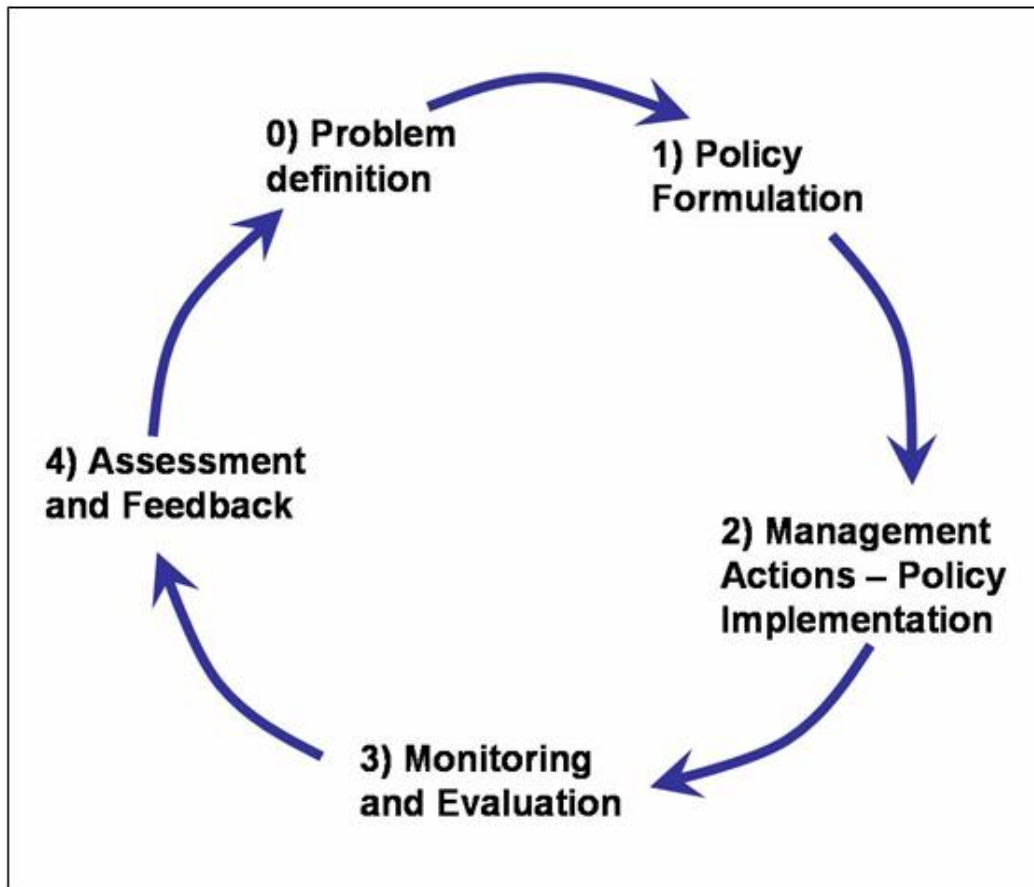 0) Problem
definition
1) Policy
Formulation
2) Management
Actions – Policy
Implementation
3) Monitoring
and Evaluation
4) Assessment
and Feedback